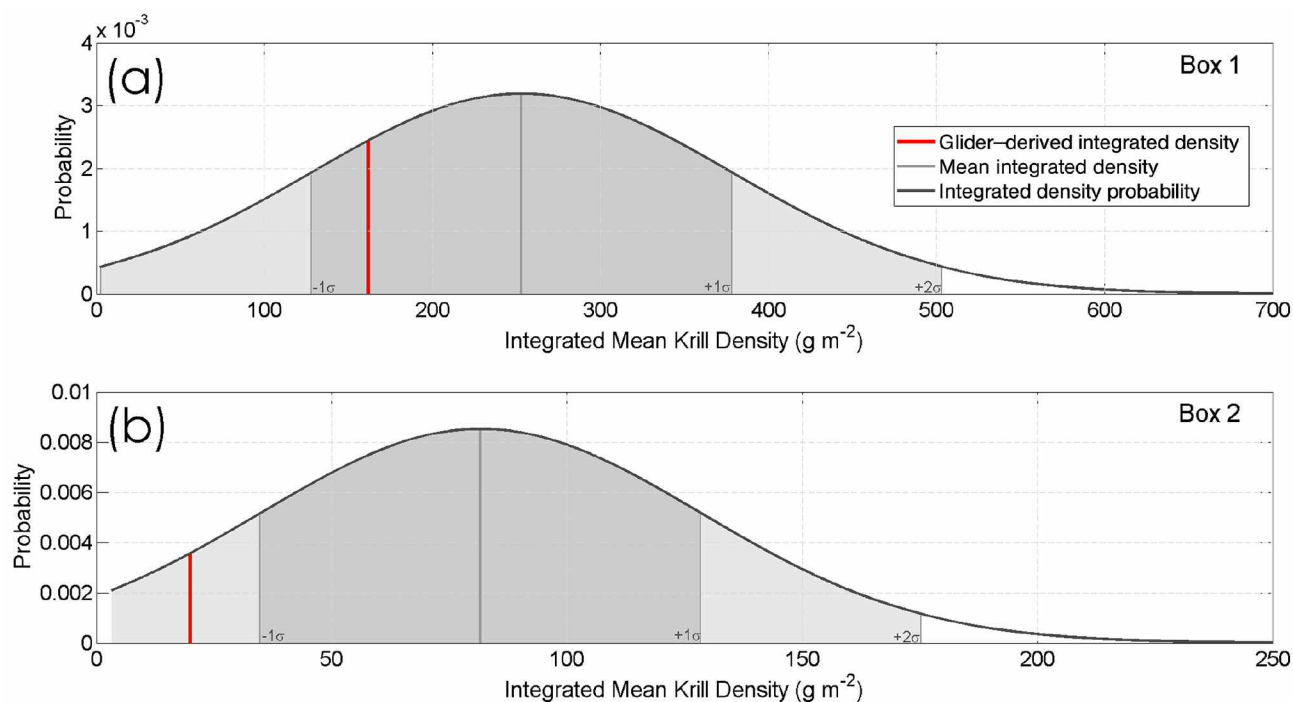 4 × 10⁻³
(a)
Box 1
3
2
1
0
Probability
Glider–derived integrated density
Mean integrated density
Integrated density probability
-1σ
+1σ
+2σ
0 100 200 300 400 500 600 700
Integrated Mean Krill Density (g m⁻²)
0.01
(b)
Box 2
0.008
0.006
0.004
0.002
0
Probability
-1σ
+1σ
+2σ
0 50 100 150 200 250
Integrated Mean Krill Density (g m⁻²)